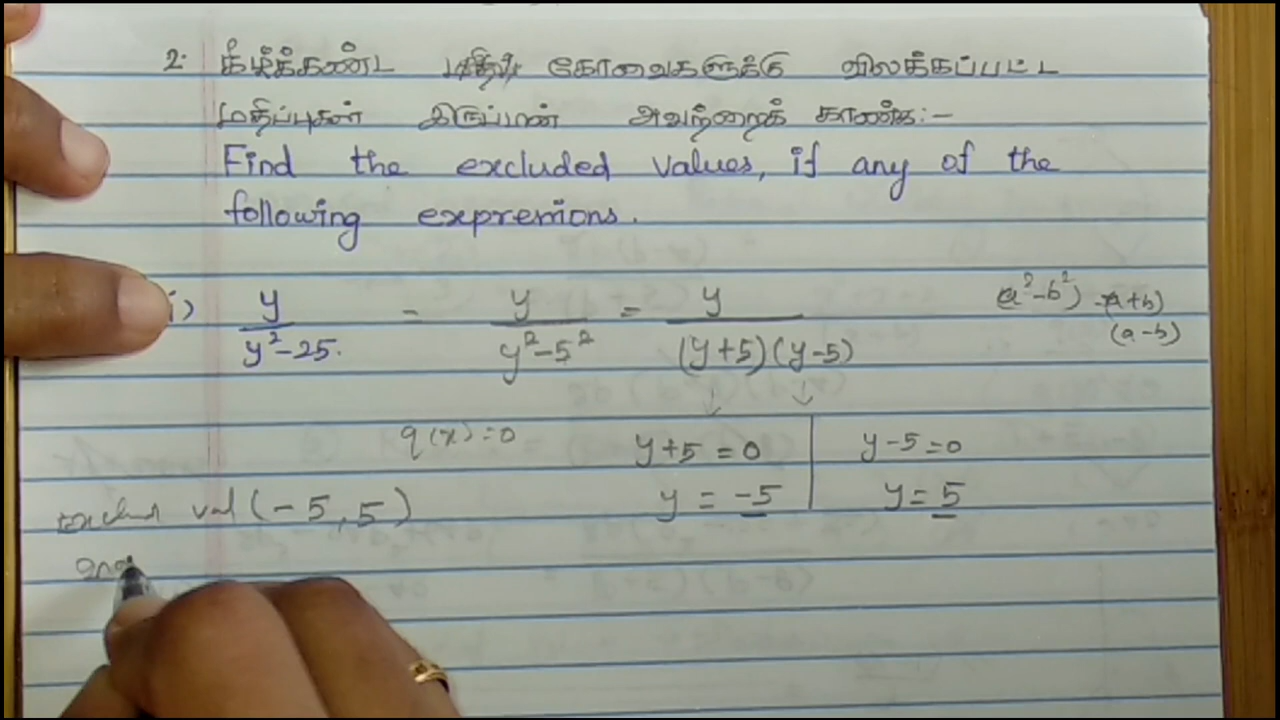 2. கீழ்க்கண்ட கோவைகளுக்கு விலக்கப்பட்ட
மதிப்புகள் இருப்பின் அவற்றைக் காண்க:-
Find the excluded values, if any of the
following expressions.
i) y/(y²-25) = y/(y²-5²) = y/((y+5)(y-5))
(a²-b²) (a+b)
(a-b)
q(x)=0
y+5=0 | y-5=0
y = -5 | y = 5
val (-5, 5)